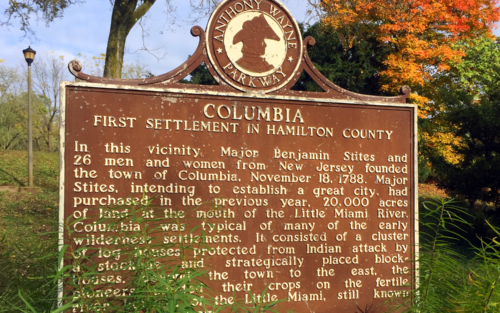 ANTHONY WAYNE
PARKWAY
COLUMBIA
FIRST SETTLEMENT IN HAMILTON COUNTY
In this vicinity, Major Benjamin Stites and
26 men and women from New Jersey founded
the town of Columbia, November 18, 1788. Major
Stites, intending to establish a great city, had
purchased in the previous year, 20,000 acres
of land at the mouth of the Little Miami River.
Columbia was typical of many of the early
wilderness settlements. It consisted of a cluster
of log houses protected from Indian attack by
a and strategically placed block-
houses. the town to the east, the
pioneers their crops on the fertile
river of the Little Miami, still known